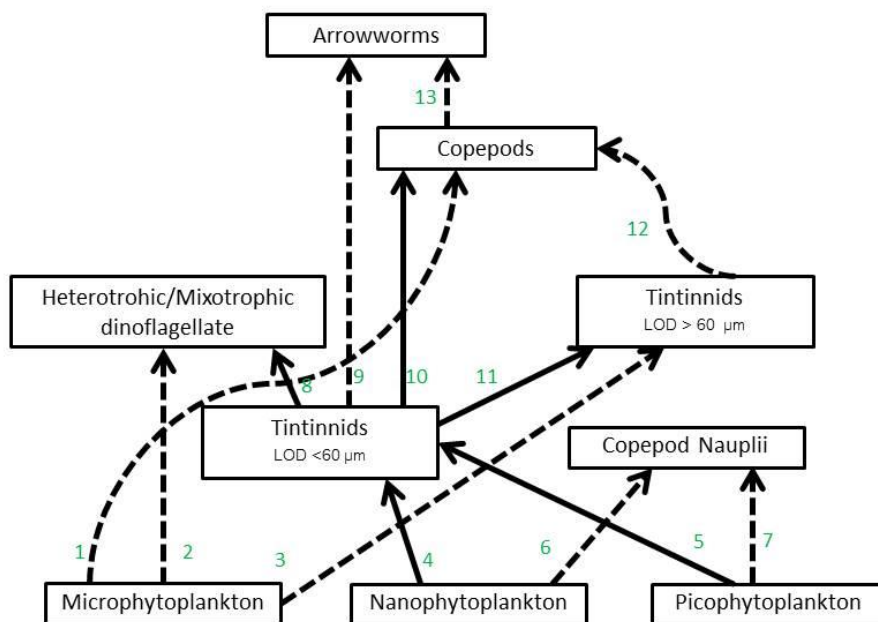 Arrowworms
13
Copepods
12
Heterotrohic/Mixotrophic
dinoflagellate
Tintinnids
LOD > 60 µm
8
9
10
11
Tintinnids
LOD <60 µm
Copepod Nauplii
1
2
3
4
6
5
7
Microphytoplankton
Nanophytoplankton
Picophytoplankton